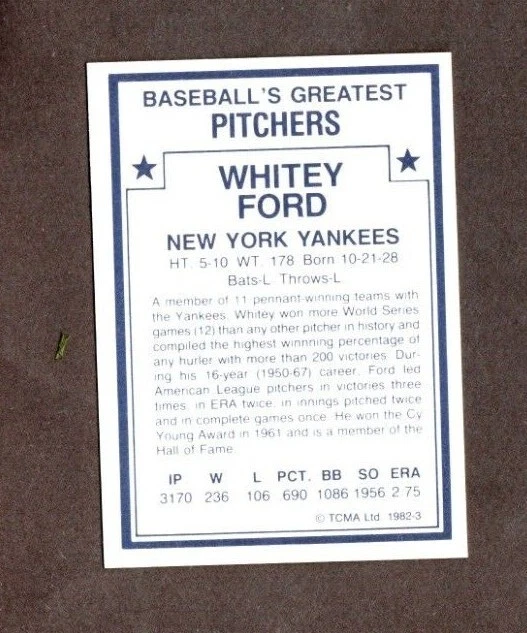 BASEBALL'S GREATEST
PITCHERS
WHITEY
FORD
NEW YORK YANKEES
HT. 5-10 WT. 178 Born 10-21-28
Bats-L Throws-L
A member of 11 pennant-winning teams with
the Yankees. Whitey won more World Series
games (12) than any other pitcher in history and
compiled the highest winnning percentage of
any hurler with more than 200 victories. Dur-
ing his 16-year (1950-67) career, Ford led
American League pitchers in victories three
times, in ERA twice, in innings pitched twice
and in complete games once. He won the Cy
Young Award in 1961 and is a member of the
Hall of Fame.
IP W L PCT. BB SO ERA
3170 236 106 690 1086 1956 2.75
© TCMA Ltd. 1982-3